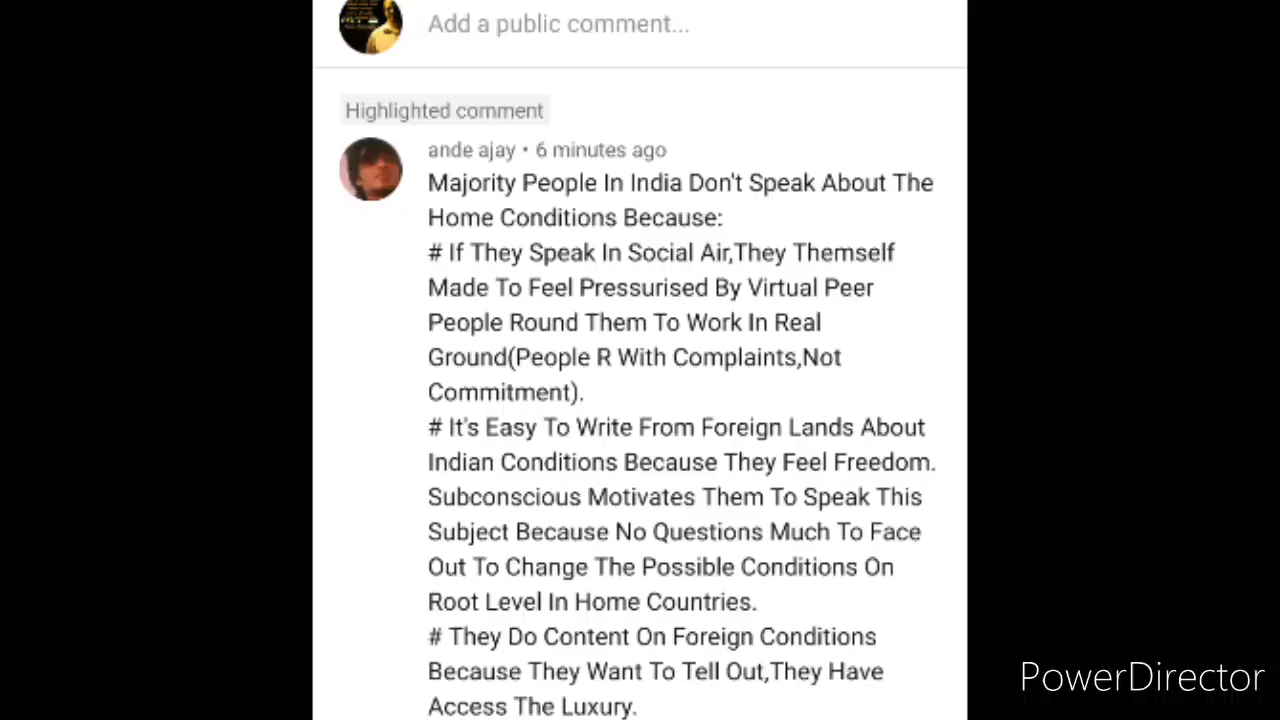 Add a public comment...
Highlighted comment
ande ajay • 6 minutes ago
Majority People In India Don't Speak About The
Home Conditions Because:
# If They Speak In Social Air,They Themself
Made To Feel Pressurised By Virtual Peer
People Round Them To Work In Real
Ground(People R With Complaints,Not
Commitment).
# It's Easy To Write From Foreign Lands About
Indian Conditions Because They Feel Freedom.
Subconscious Motivates Them To Speak This
Subject Because No Questions Much To Face
Out To Change The Possible Conditions On
Root Level In Home Countries.
# They Do Content On Foreign Conditions
Because They Want To Tell Out,They Have
Access The Luxury.
PowerDirector